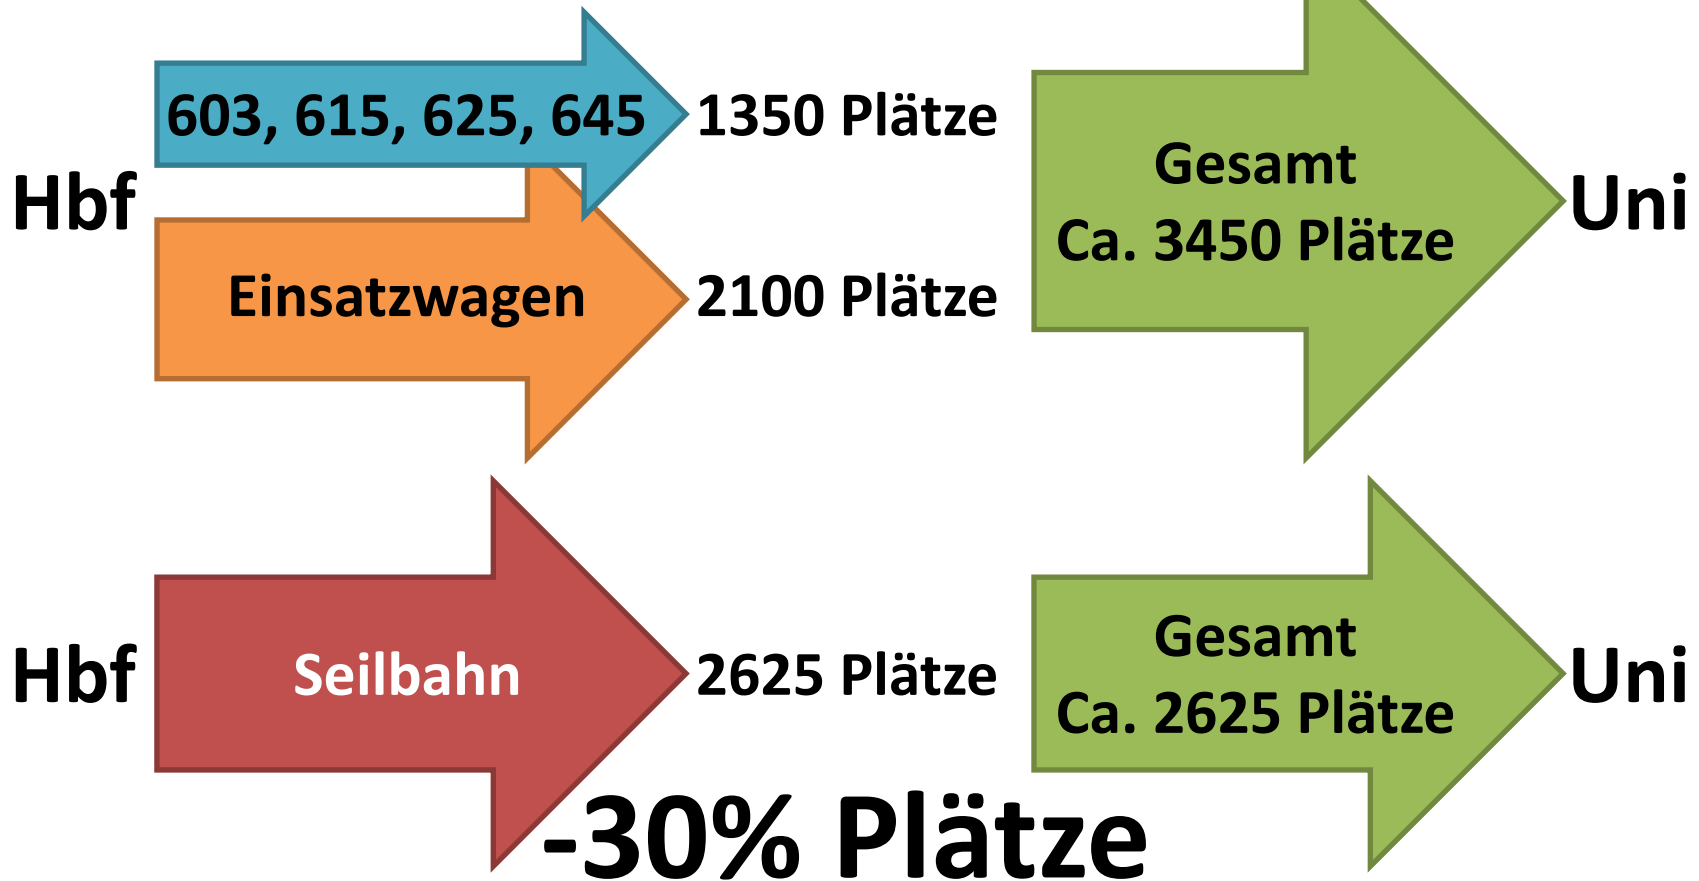 603, 615, 625, 645
1350 Plätze
Hbf
Einsatzwagen
2100 Plätze
Gesamt
Ca. 3450 Plätze
Uni
Hbf
Seilbahn
2625 Plätze
Gesamt
Ca. 2625 Plätze
Uni
-30% Plätze